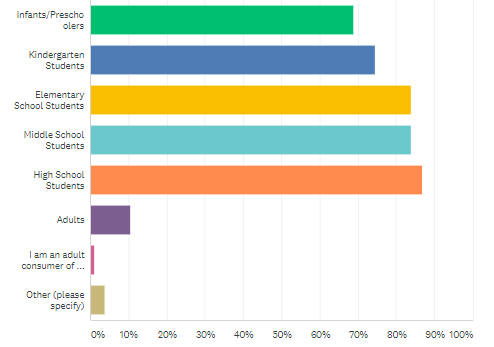 Infants/Prescho
olers
Kindergarten
Students
Elementary
School Students
Middle School
Students
High School
Students
Adults
I am an adult
consumer of ...
Other (please
specify)
0% 10% 20% 30% 40% 50% 60% 70% 80% 90% 100%